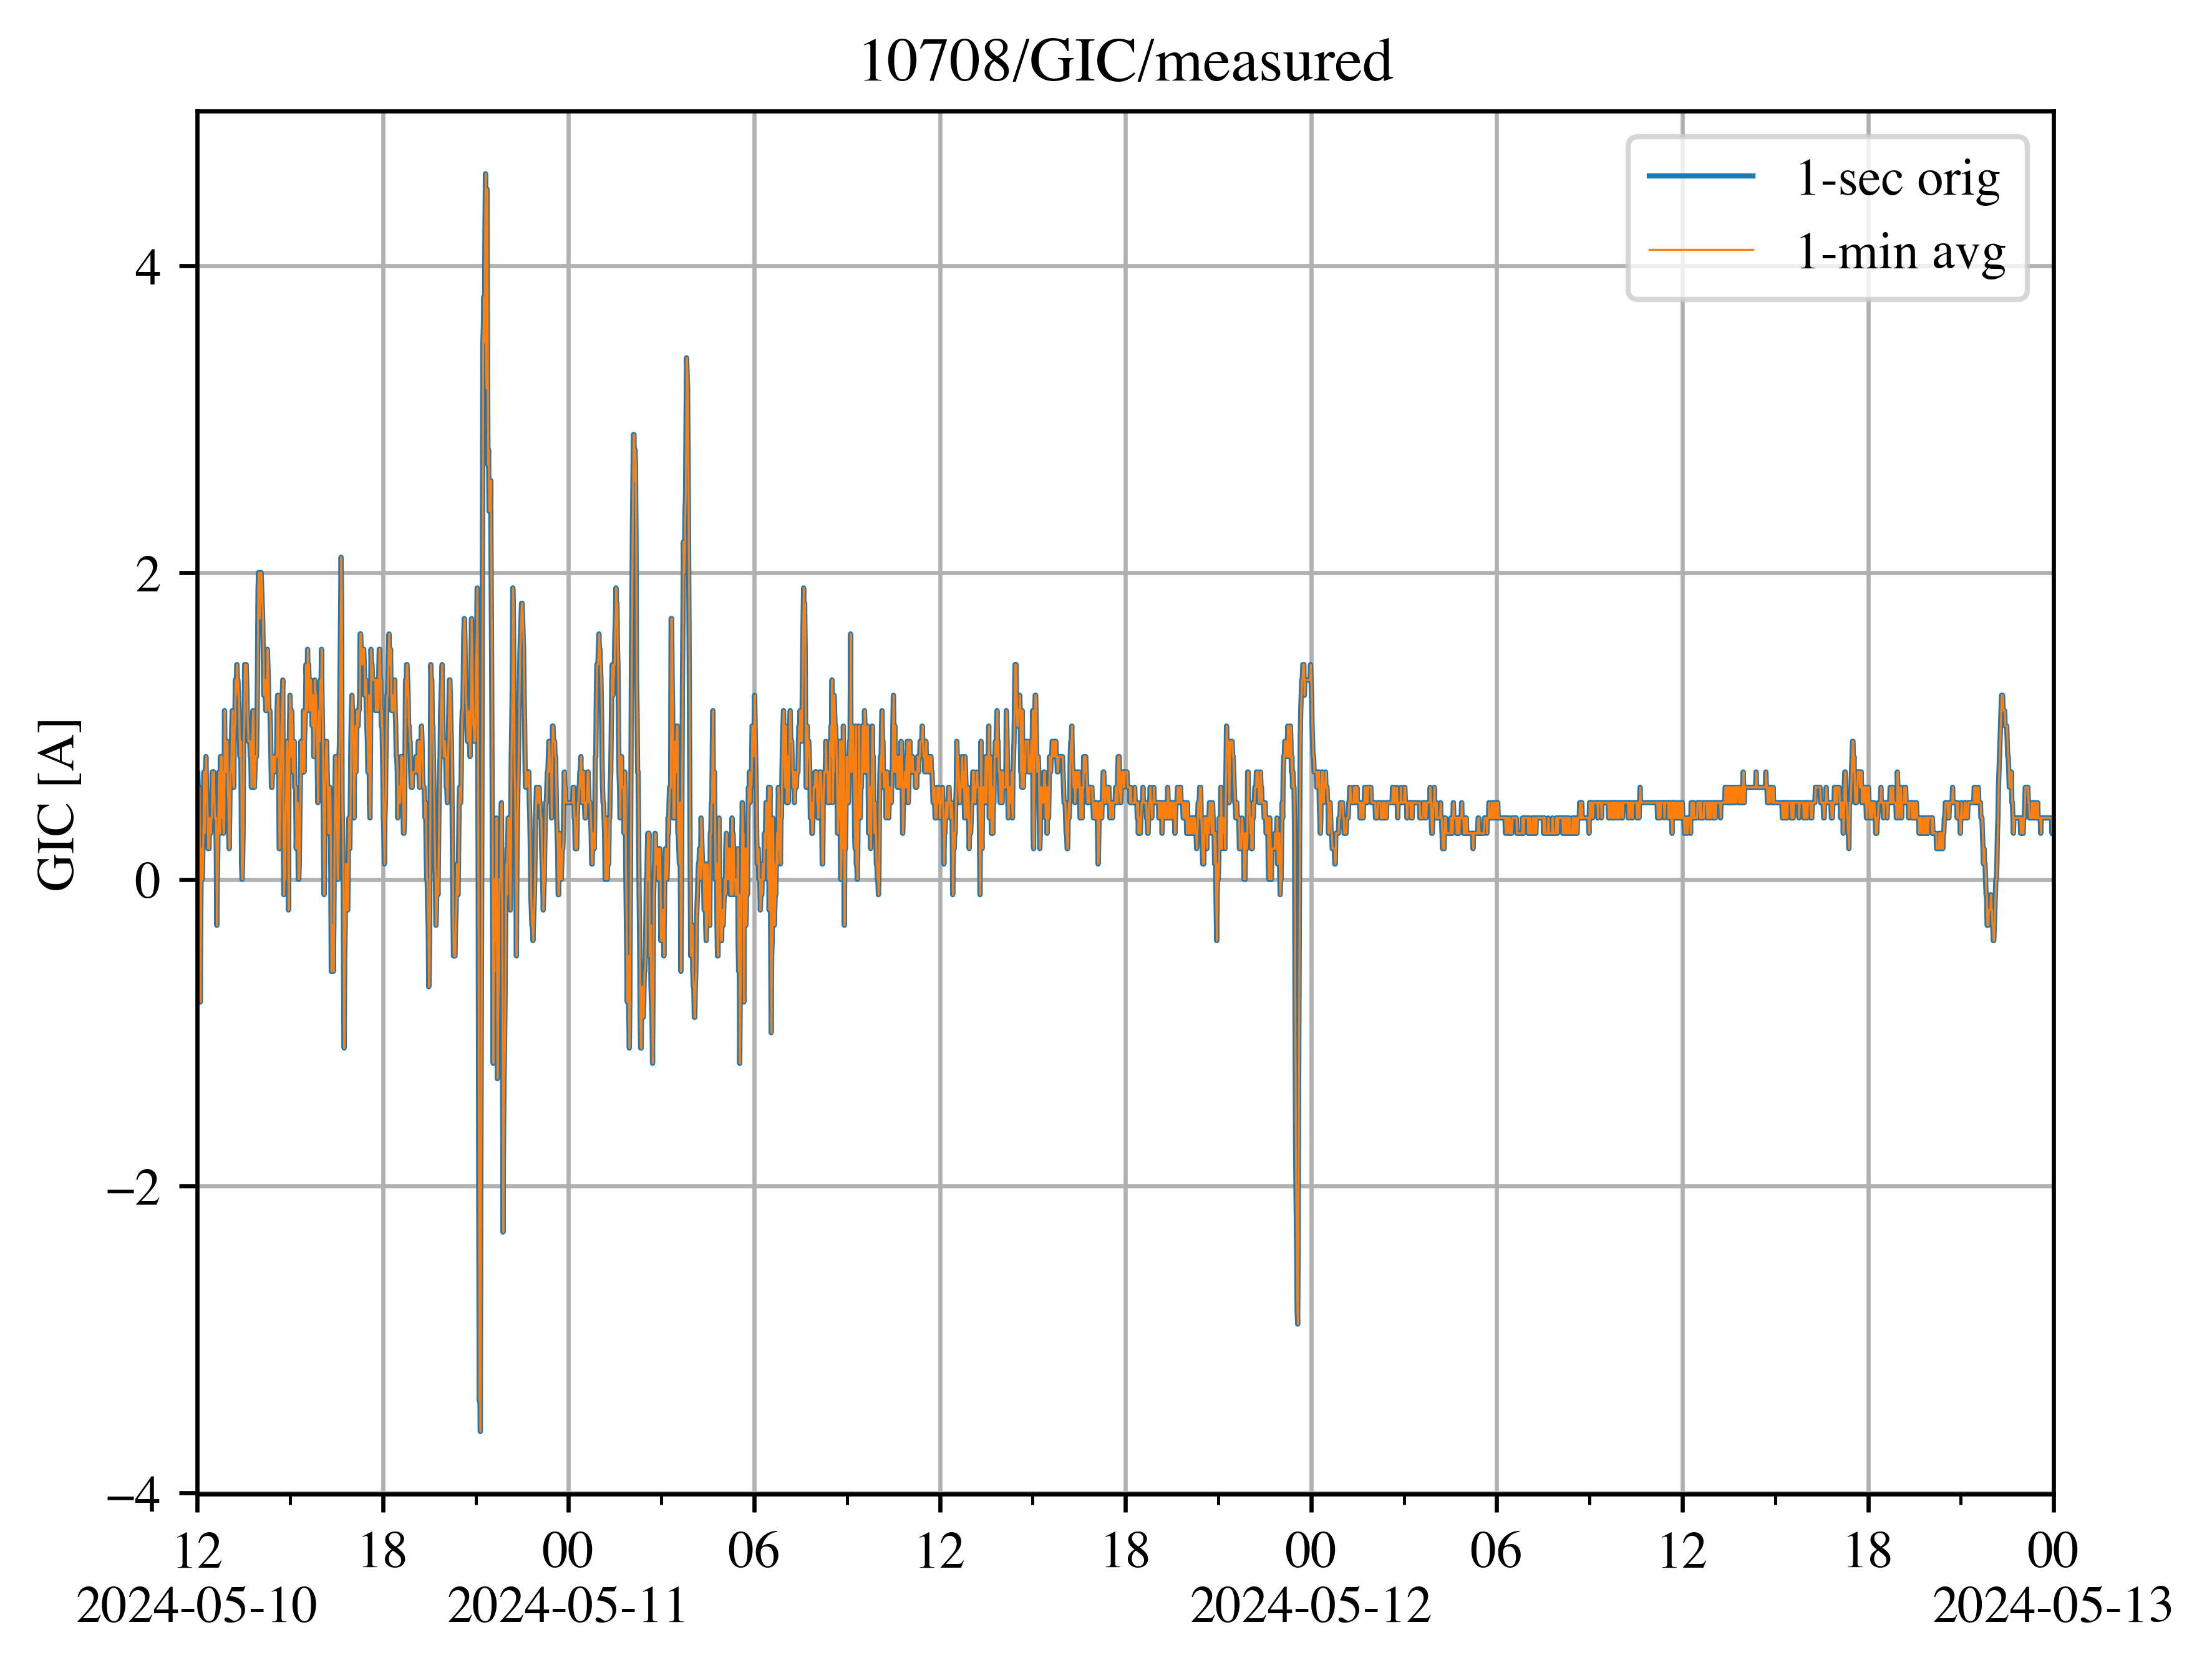 10708/GIC/measured
1-sec orig
1-min avg
GIC [A]
4
2
0
−2
−4
12 18 00 06 12 18 00 06 12 18 00
2024-05-10 2024-05-11 2024-05-12 2024-05-13